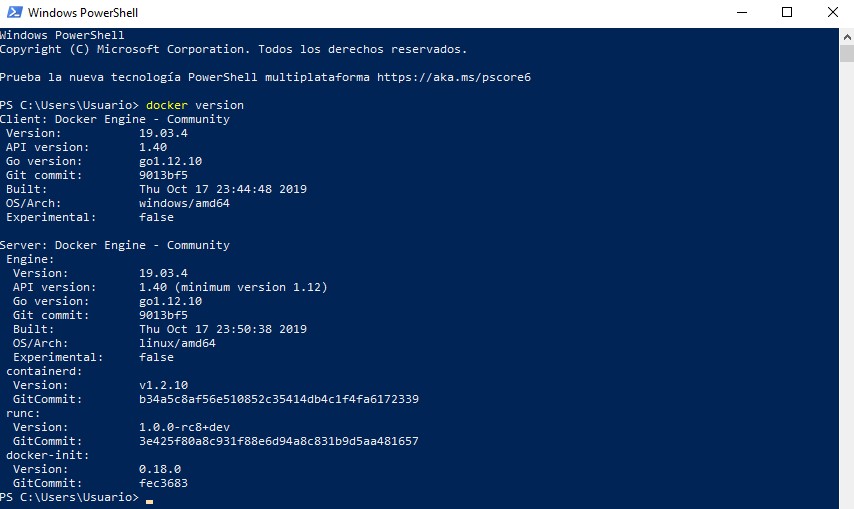 Windows PowerShell
Windows PowerShell
Copyright (C) Microsoft Corporation. Todos los derechos reservados.
Prueba la nueva tecnología PowerShell multiplataforma https://aka.ms/pscore6
PS C:\Users\Usuario> docker version
Client: Docker Engine - Community
 Version:           19.03.4
 API version:       1.40
 Go version:        go1.12.10
 Git commit:        9013bf5
 Built:             Thu Oct 17 23:44:48 2019
 OS/Arch:           windows/amd64
 Experimental:      false
Server: Docker Engine - Community
 Engine:
  Version:          19.03.4
  API version:      1.40 (minimum version 1.12)
  Go version:       go1.12.10
  Git commit:       9013bf5
  Built:            Thu Oct 17 23:50:38 2019
  OS/Arch:          linux/amd64
  Experimental:     false
 containerd:
  Version:          v1.2.10
  GitCommit:        b34a5c8af56e510852c35414db4c1f4fa6172339
 runc:
  Version:          1.0.0-rc8+dev
  GitCommit:        3e425f80a8c931f88e6d94a8c831b9d5aa481657
 docker-init:
  Version:          0.18.0
  GitCommit:        fec3683
PS C:\Users\Usuario>